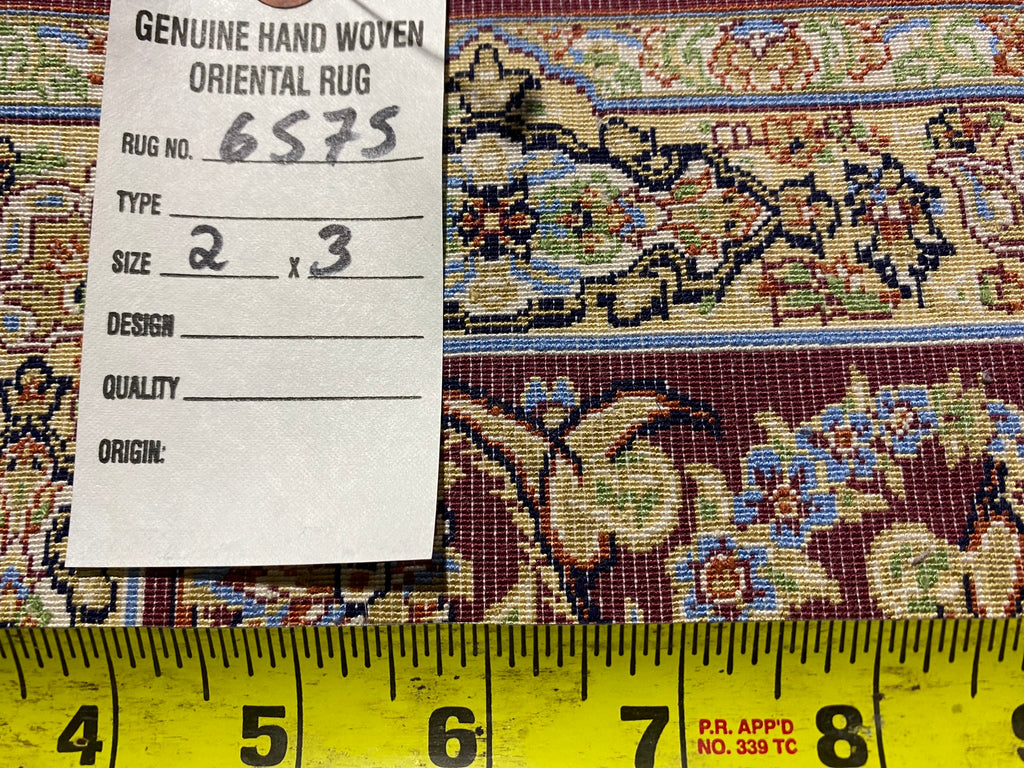 GENUINE HAND WOVEN
ORIENTAL RUG
RUG NO. 6575
TYPE
SIZE 2 X 3
DESIGN
QUALITY
ORIGIN:
4 5 6 7 8
P.R. APP'D
NO. 339 TC